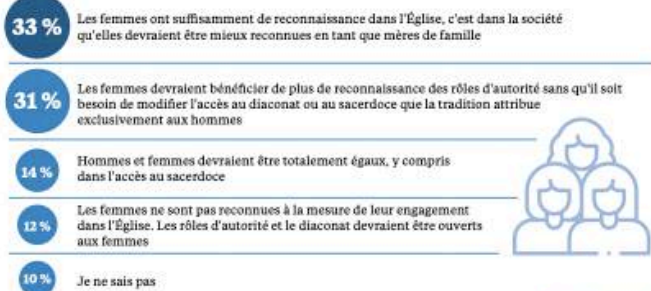 33 %
Les femmes ont suffisamment de reconnaissance dans l'Église, c'est dans la société
qu'elles devraient être mieux reconnues en tant que mères de famille
31 %
Les femmes devraient bénéficier de plus de reconnaissance des rôles d'autorité sans qu'il soit
besoin de modifier l'accès au diaconat ou au sacerdoce que la tradition attribue
exclusivement aux hommes
14 %
Hommes et femmes devraient être totalement égaux, y compris
dans l'accès au sacerdoce
12 %
Les femmes ne sont pas reconnues à la mesure de leur engagement
dans l'Église. Les rôles d'autorité et le diaconat devraient être ouverts
aux femmes
10 %
Je ne sais pas